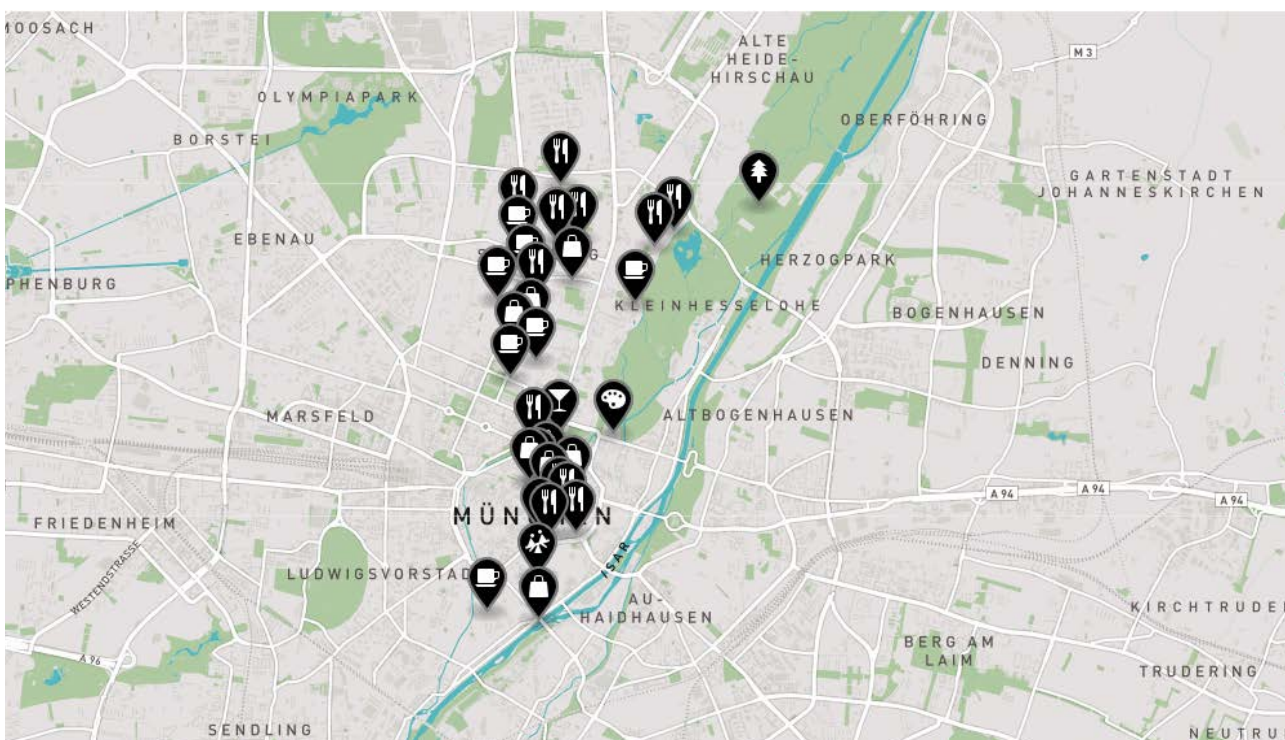 MOOSACH
ALTE
HEIDE-
HIRSCHAU
M 3
OLYMPIAPARK
BORSTEI
OBERFÖHRING
GARTENSTADT
JOHANNESKIRCHEN
EBENAU
HERZOGPARK
PHENBURG
KLEINHESSELOHE
BOGENHAUSEN
DENNING
MARSFELD
ALTBOGENHAUSEN
A 94
A 94
A 94
FRIEDENHEIM
WESTENDSTRASSE
ISAR
LUDWIGSVORSTAD
AU-
HAIDHAUSEN
KIRCHTRUDE
A 96
BERG AM
LAIM
TRUDERING
SENDLING
NEUTRU